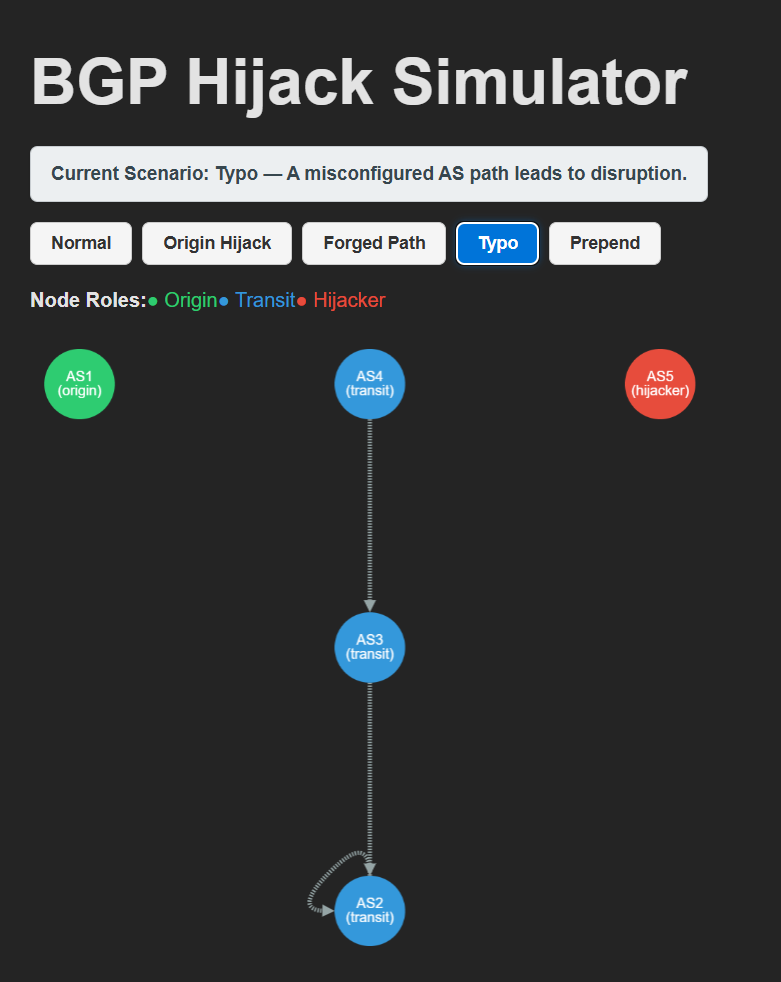 BGP Hijack Simulator
Current Scenario: Typo — A misconfigured AS path leads to disruption.
Normal Origin Hijack Forged Path Typo Prepend
Node Roles:● Origin● Transit● Hijacker
AS1
(origin)
AS4
(transit)
AS5
(hijacker)
AS3
(transit)
AS2
(transit)